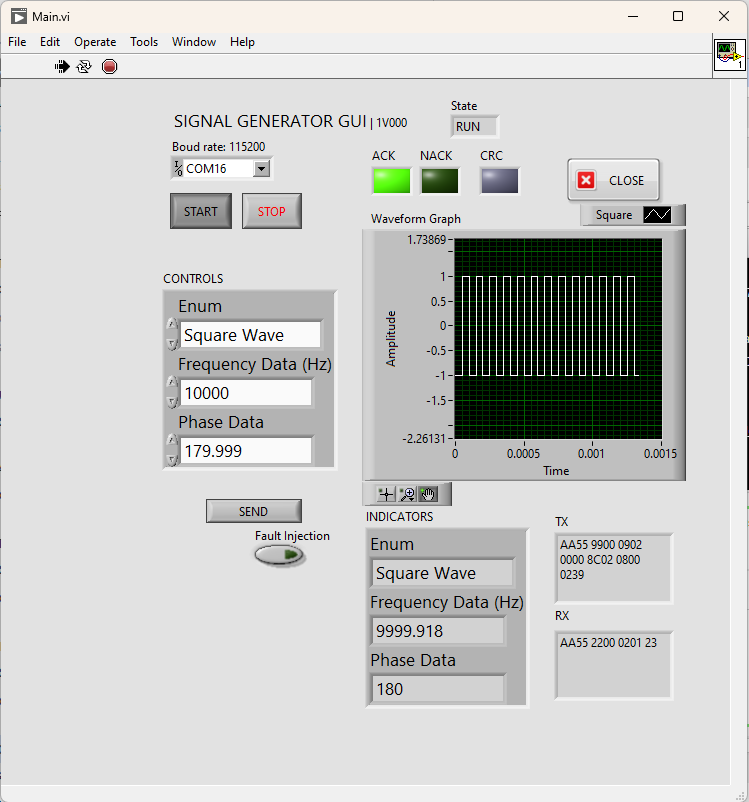 Main.vi
File Edit Operate Tools Window Help
1
SIGNAL GENERATOR GUI | 1V000
State
RUN
Boud rate: 115200
I/O COM16
ACK NACK CRC
CLOSE
START STOP
Waveform Graph
Square
1.73869
1
0.5
0
-0.5
-1
-1.5
-2.26131
Amplitude
0 0.0005 0.001 0.0015
Time
CONTROLS
Enum
Square Wave
Frequency Data (Hz)
10000
Phase Data
179.999
SEND
Fault Injection
INDICATORS
Enum
Square Wave
Frequency Data (Hz)
9999.918
Phase Data
180
TX
AA55 9900 0902
0000 8C02 0800
0239
RX
AA55 2200 0201 23